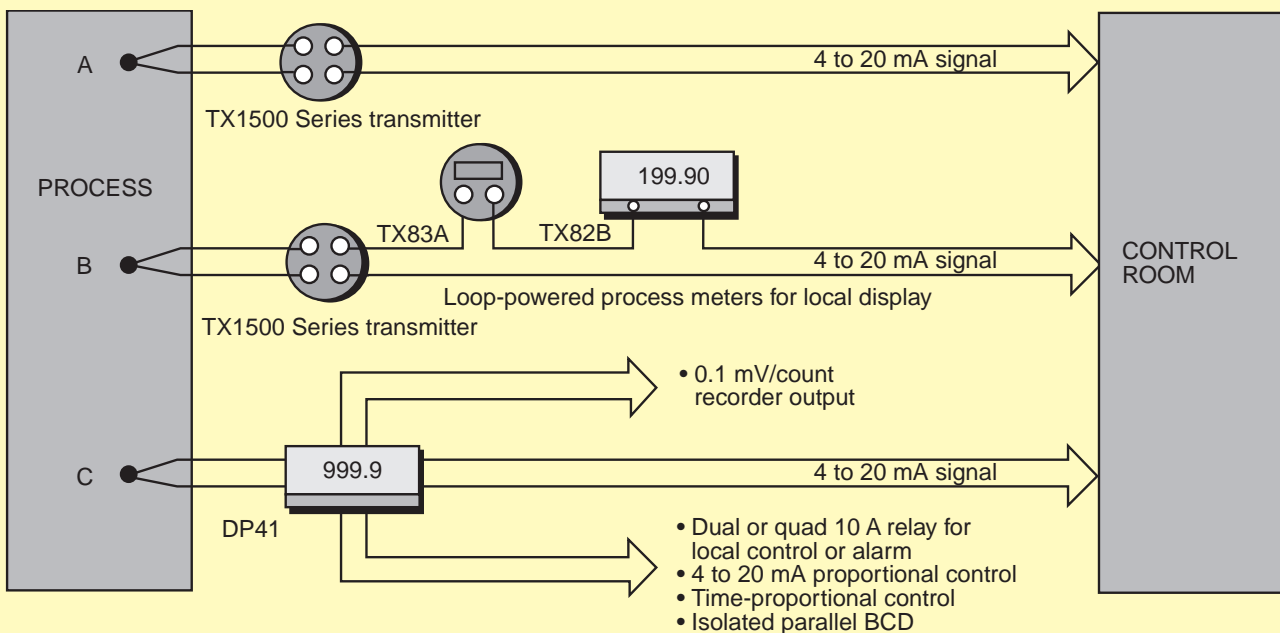 A
4 to 20 mA signal
TX1500 Series transmitter
PROCESS
199.90
TX83A
TX82B
B
4 to 20 mA signal
CONTROL
ROOM
Loop-powered process meters for local display
TX1500 Series transmitter
• 0.1 mV/count
recorder output
C
999.9
4 to 20 mA signal
DP41
• Dual or quad 10 A relay for
local control or alarm
• 4 to 20 mA proportional control
• Time-proportional control
• Isolated parallel BCD